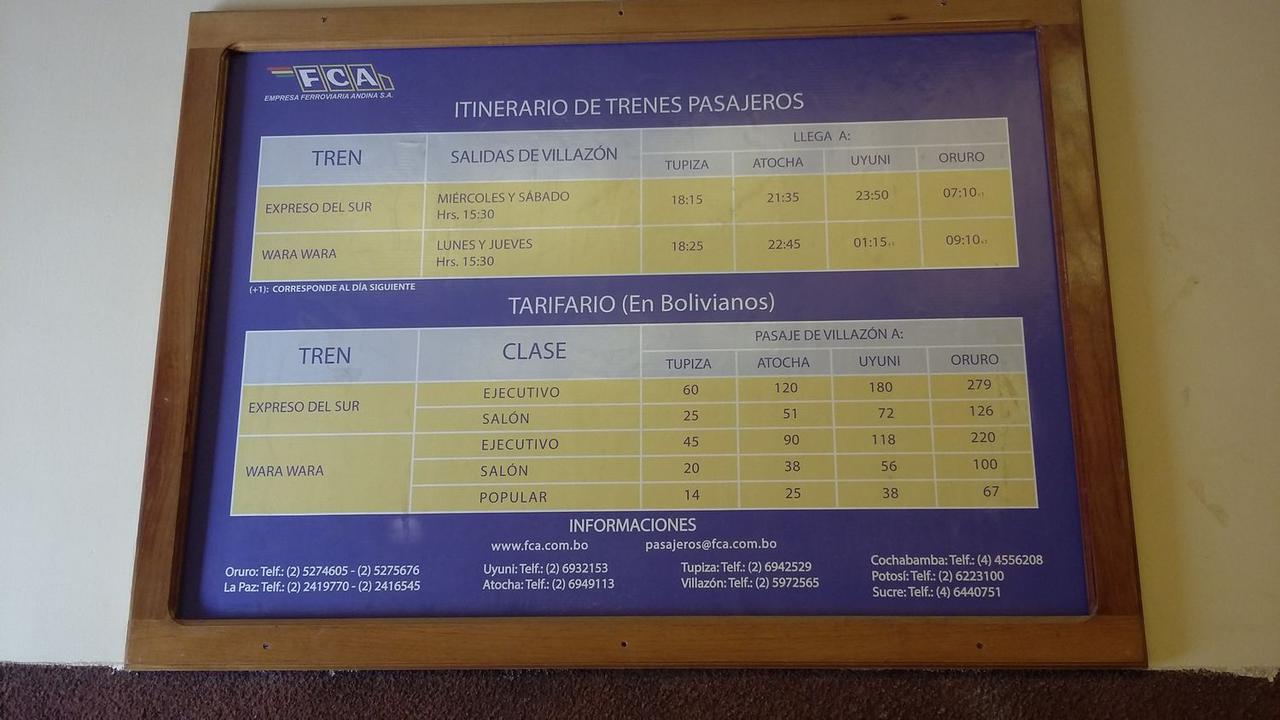 FCA
EMPRESA FERROVIARIA ANDINA S.A.
ITINERARIO DE TRENES PASAJEROS
TREN SALIDAS DE VILLAZÓN LLEGA A:
TUPIZA ATOCHA UYUNI ORURO
EXPRESO DEL SUR MIÉRCOLES Y SÁBADO Hrs. 15:30 18:15 21:35 23:50 07:10+1
WARA WARA LUNES Y JUEVES Hrs. 15:30 18:25 22:45 01:15+1 09:10+1
(+1): CORRESPONDE AL DÍA SIGUIENTE
TARIFARIO (En Bolivianos)
TREN CLASE PASAJE DE VILLAZÓN A:
TUPIZA ATOCHA UYUNI ORURO
EXPRESO DEL SUR EJECUTIVO 60 120 180 279
SALÓN 25 51 72 126
WARA WARA EJECUTIVO 45 90 118 220
SALÓN 20 38 56 100
POPULAR 14 25 38 67
INFORMACIONES
www.fca.com.bo pasajeros@fca.com.bo
Oruro: Telf.: (2) 5274605 - (2) 5275676
La Paz: Telf.: (2) 2419770 - (2) 2416545
Uyuni: Telf.: (2) 6932153
Atocha: Telf.: (2) 6949113
Tupiza: Telf.: (2) 6942529
Villazón: Telf.: (2) 5972565
Cochabamba: Telf.: (4) 4556208
Potosí: Telf.: (2) 6223100
Sucre: Telf.: (4) 6440751